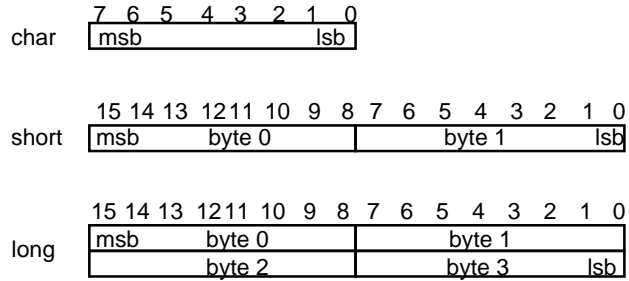 7 6 5 4 3 2 1 0
char msb lsb
15 14 13 12 11 10 9 8 7 6 5 4 3 2 1 0
short msb byte 0 byte 1 lsb
15 14 13 12 11 10 9 8 7 6 5 4 3 2 1 0
long
msb byte 0 byte 1
byte 2 byte 3 lsb